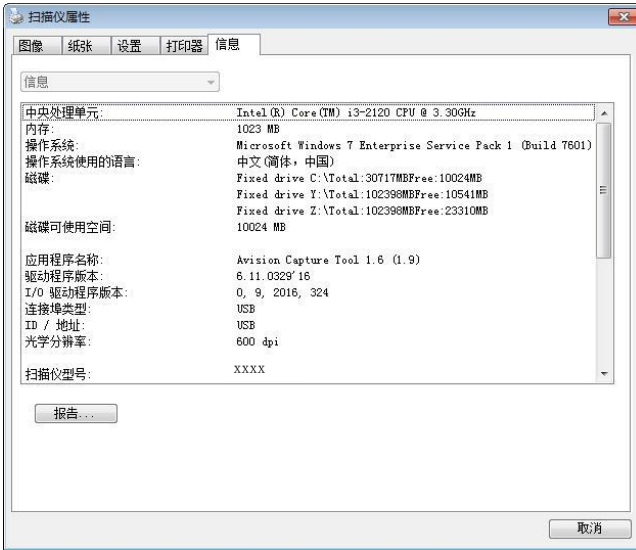 扫描仪属性
图像 纸张 设置 打印器 信息
信息
中央处理单元: Intel(R) Core(TM) i3-2120 CPU @ 3.30GHz
内存: 1023 MB
操作系统: Microsoft Windows 7 Enterprise Service Pack 1 (Build 7601)
操作系统使用的语言: 中文(简体，中国)
磁碟: Fixed drive C:\Total:30717MBFree:10024MB
Fixed drive Y:\Total:102398MBFree:10541MB
Fixed drive Z:\Total:102398MBFree:23310MB
磁碟可使用空间: 10024 MB
应用程序名称: Avision Capture Tool 1.6 (1.9)
驱动程序版本: 6.11.0329'16
I/O 驱动程序版本: 0, 9, 2016, 324
连接埠类型: USB
ID / 地址: USB
光学分辨率: 600 dpi
扫描仪型号: XXXX
报告...
取消